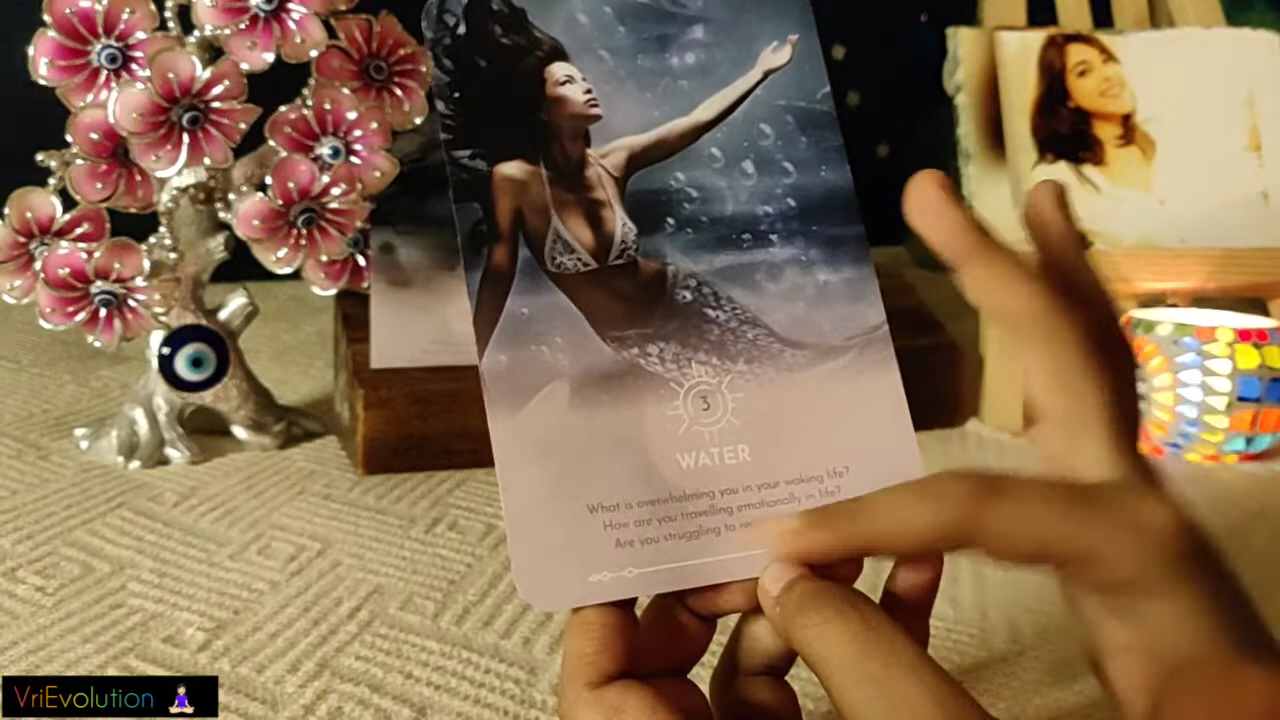 3
WATER
What is overwhelming you in your waking life?
How are you travelling emotionally in life?
Are you struggling to
VriEvolution